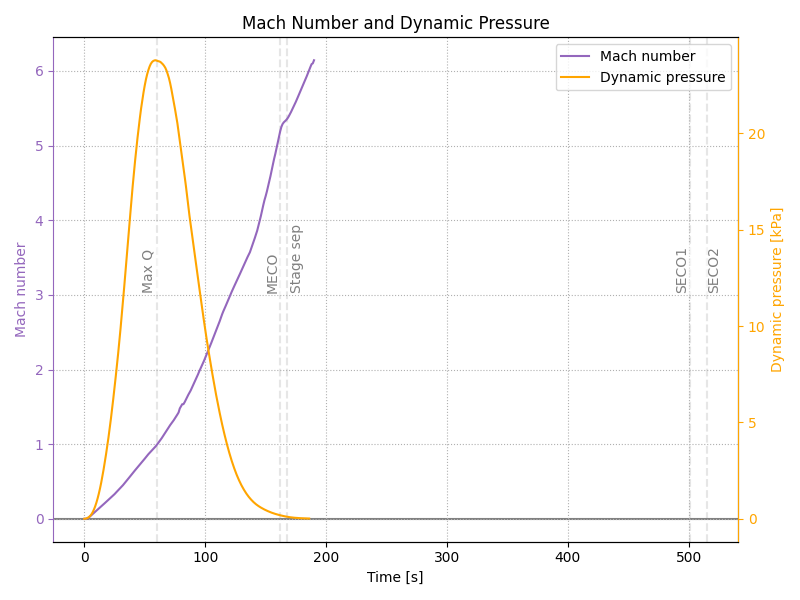 Mach Number and Dynamic Pressure
Mach number
Dynamic pressure
6
5
4
3
2
1
0
Mach number
20
15
10
5
0
Dynamic pressure [kPa]
Max Q
MECO
Stage sep
SECO1
SECO2
0 100 200 300 400 500
Time [s]